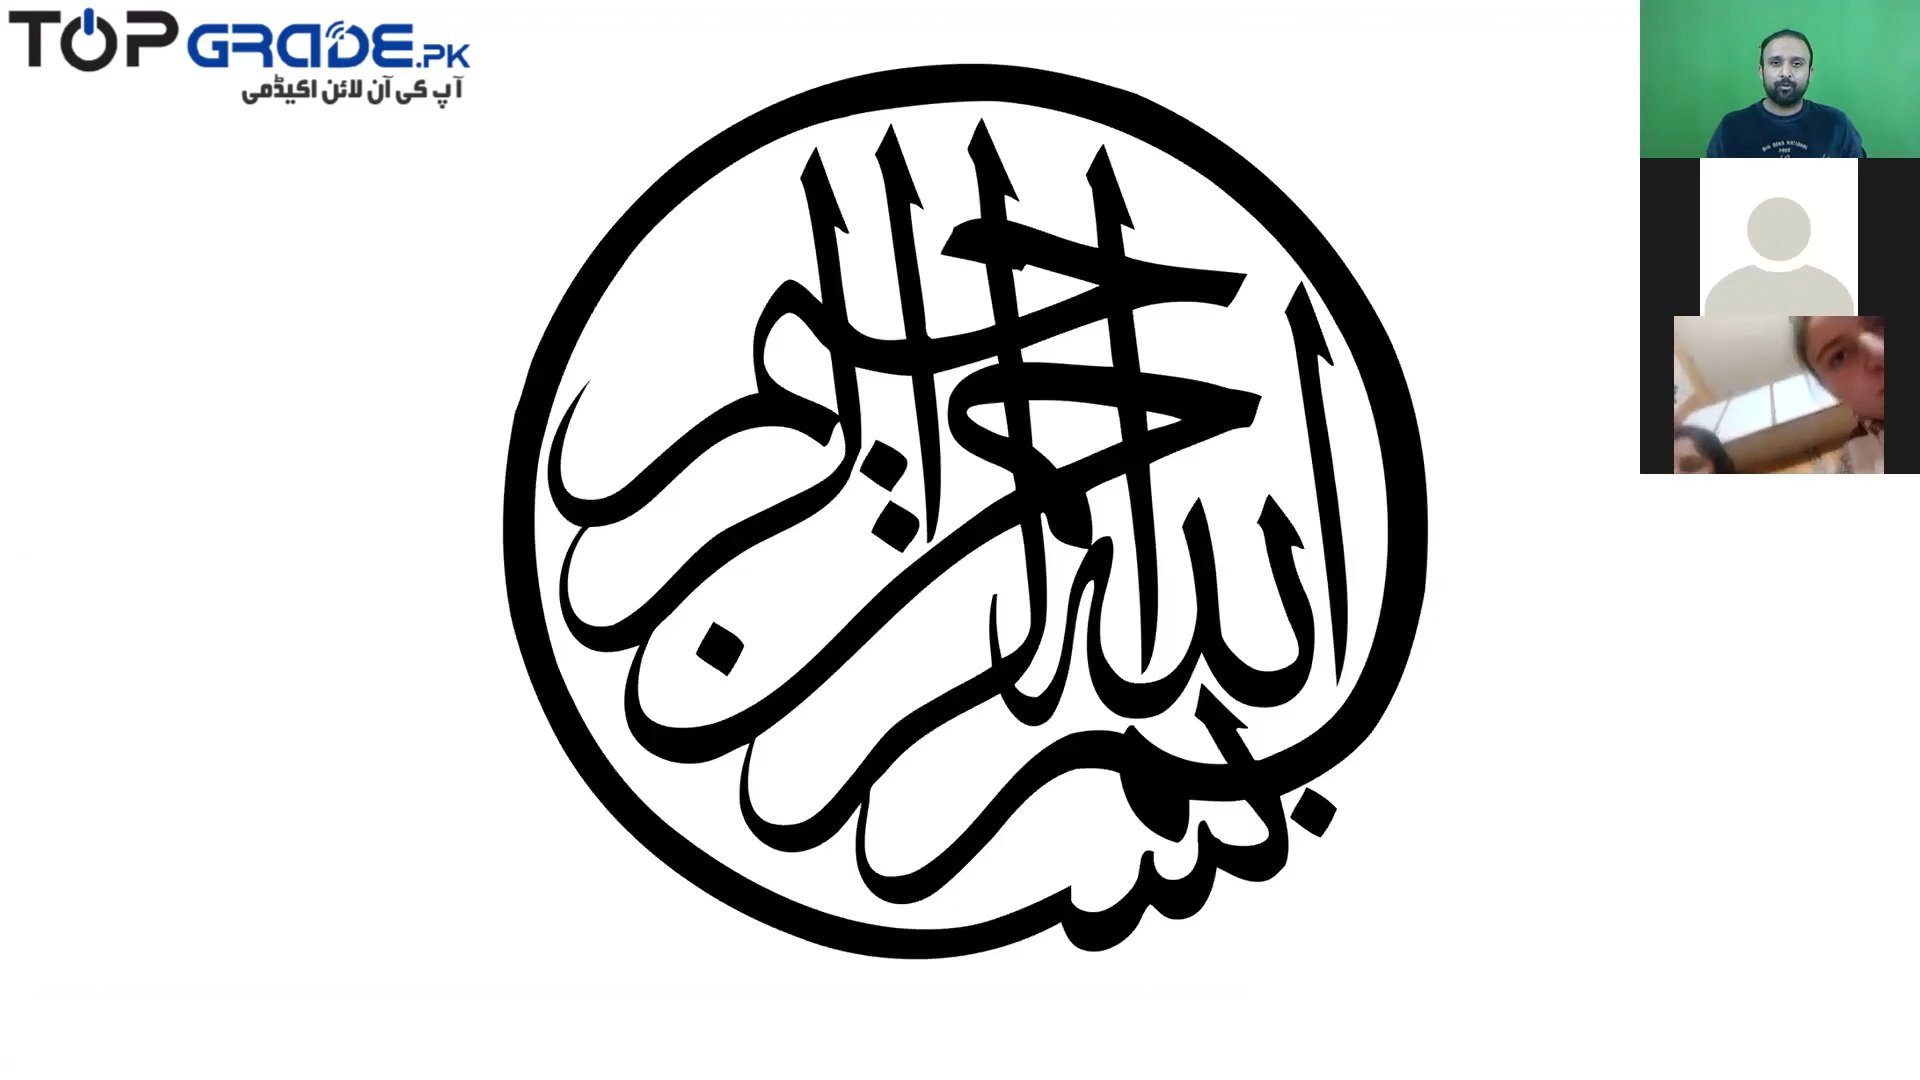 TOPGRADE.PK
آپ کی آن لائن اکیڈمی
بسم الله الرحمن الرحيم